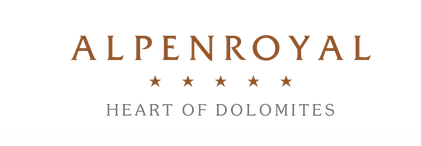 ALPENROYAL
★ ★ ★ ★ ★
HEART OF DOLOMITES